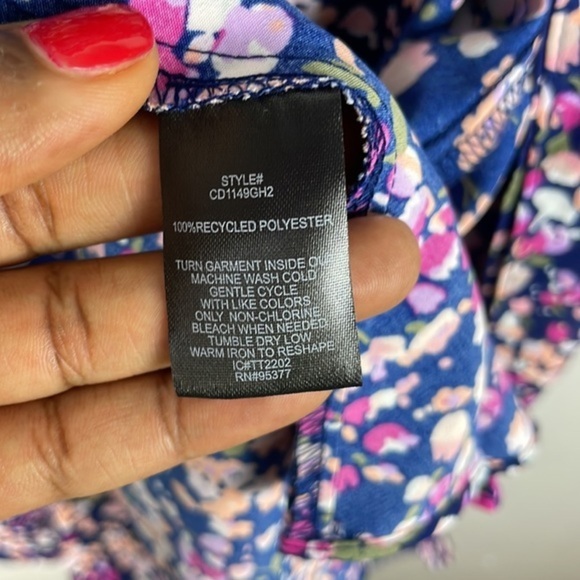 STYLE#
CD1149GH2
100%RECYCLED POLYESTER
TURN GARMENT INSIDE OU
MACHINE WASH COLD
GENTLE CYCLE
WITH LIKE COLORS
ONLY NON-CHLORINE
BLEACH WHEN NEEDED
TUMBLE DRY LOW
WARM IRON TO RESHAPE
IC#TT2202
RN#95377